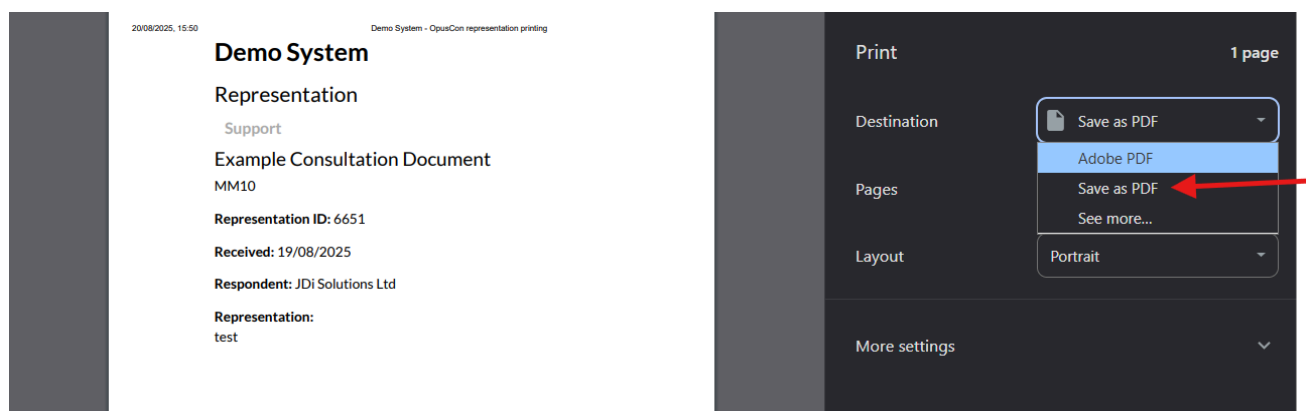 20/08/2025, 15:50 Demo System - OpusCon representation printing
Demo System
Representation
Support
Example Consultation Document
MM10
Representation ID: 6651
Received: 19/08/2025
Respondent: JDi Solutions Ltd
Representation:
test
Print 1 page
Destination Save as PDF
Adobe PDF
Pages Save as PDF
See more...
Layout Portrait
More settings